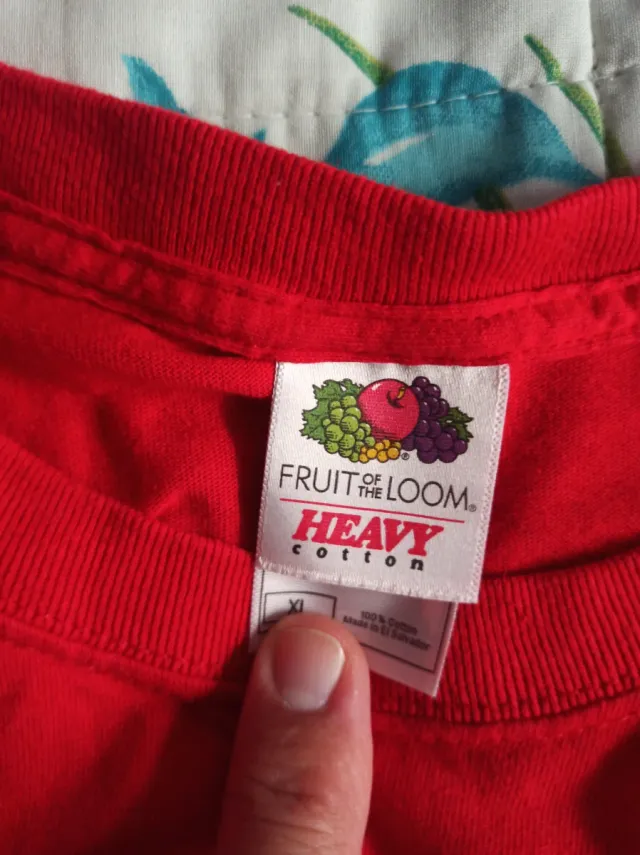 FRUIT OF THE LOOM®
HEAVY
cotton
XL
100% Cotton
Made in El Salvador